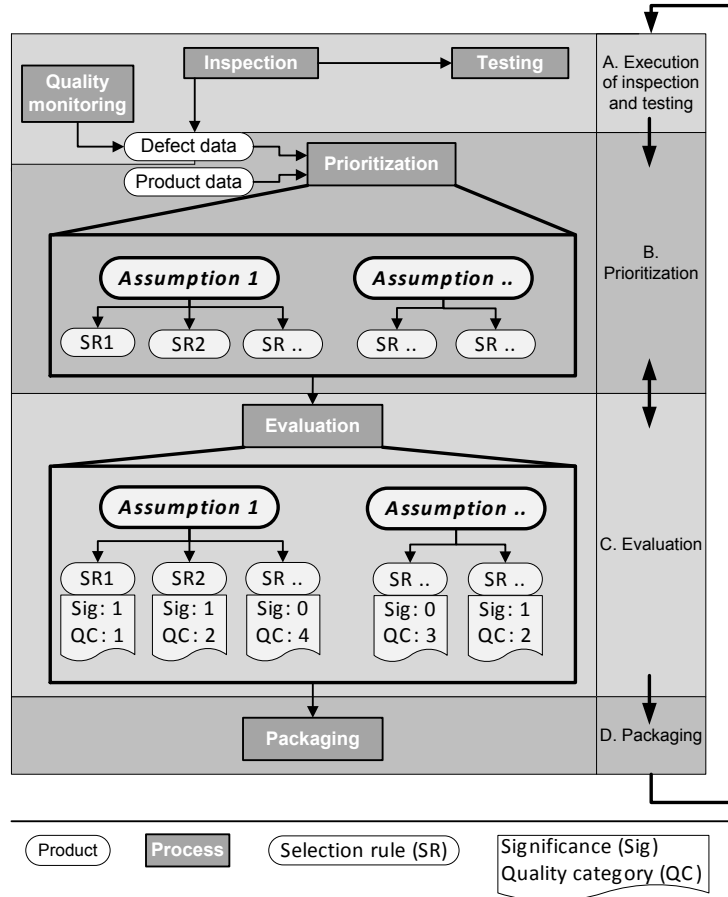 Inspection
Testing
Quality
monitoring
A. Execution
of inspection
and testing
Defect data
Product data
Prioritization
B.
Prioritization
Assumption 1
Assumption ..
SR1
SR2
SR ..
SR ..
SR ..
Evaluation
C. Evaluation
Assumption 1
Assumption ..
SR1
SR2
SR ..
SR ..
SR ..
Sig: 1
QC: 1
Sig: 1
QC: 2
Sig: 0
QC: 4
Sig: 0
QC: 3
Sig: 1
QC: 2
Packaging
D. Packaging
Product
Process
Selection rule (SR)
Significance (Sig)
Quality category (QC)